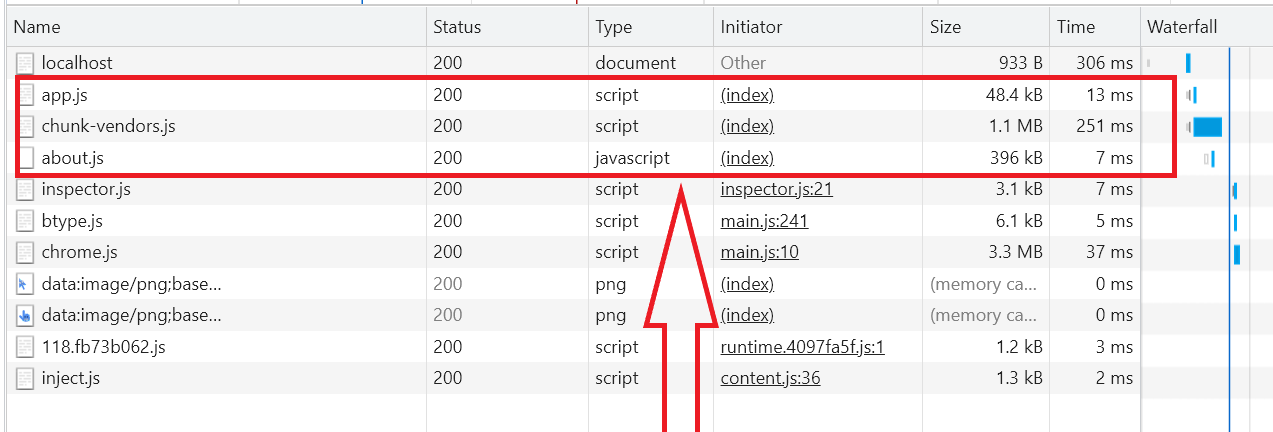 Name Status Type Initiator Size Time Waterfall
localhost 200 document Other 933 B 306 ms
app.js 200 script (index) 48.4 kB 13 ms
chunk-vendors.js 200 script (index) 1.1 MB 251 ms
about.js 200 javascript (index) 396 kB 7 ms
inspector.js 200 script inspector.js:21 3.1 kB 7 ms
btype.js 200 script main.js:241 6.1 kB 5 ms
chrome.js 200 script main.js:10 3.3 MB 37 ms
data:image/png;base... 200 png (index) (memory ca... 0 ms
data:image/png;base... 200 png (index) (memory ca... 0 ms
118.fb73b062.js 200 script runtime.4097fa5f.js:1 1.2 kB 3 ms
inject.js 200 script content.js:36 1.3 kB 2 ms